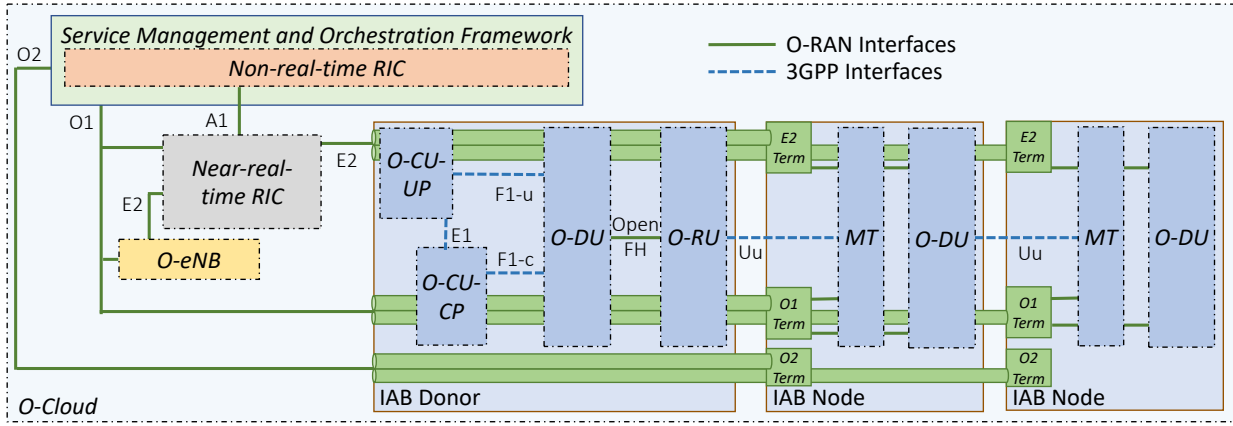 Service Management and Orchestration Framework
Non-real-time RIC
O-RAN Interfaces
3GPP Interfaces
O2
O1
A1
E2
Near-real-
time RIC
E2
O-eNB
O-CU-
UP
F1-u
E1
F1-c
O-CU-
CP
O-DU
Open
FH
O-RU
Uu
E2
Term
MT
O-DU
Uu
E2
Term
MT
O-DU
O1
Term
O1
Term
O2
Term
O2
Term
O-Cloud
IAB Donor
IAB Node
IAB Node